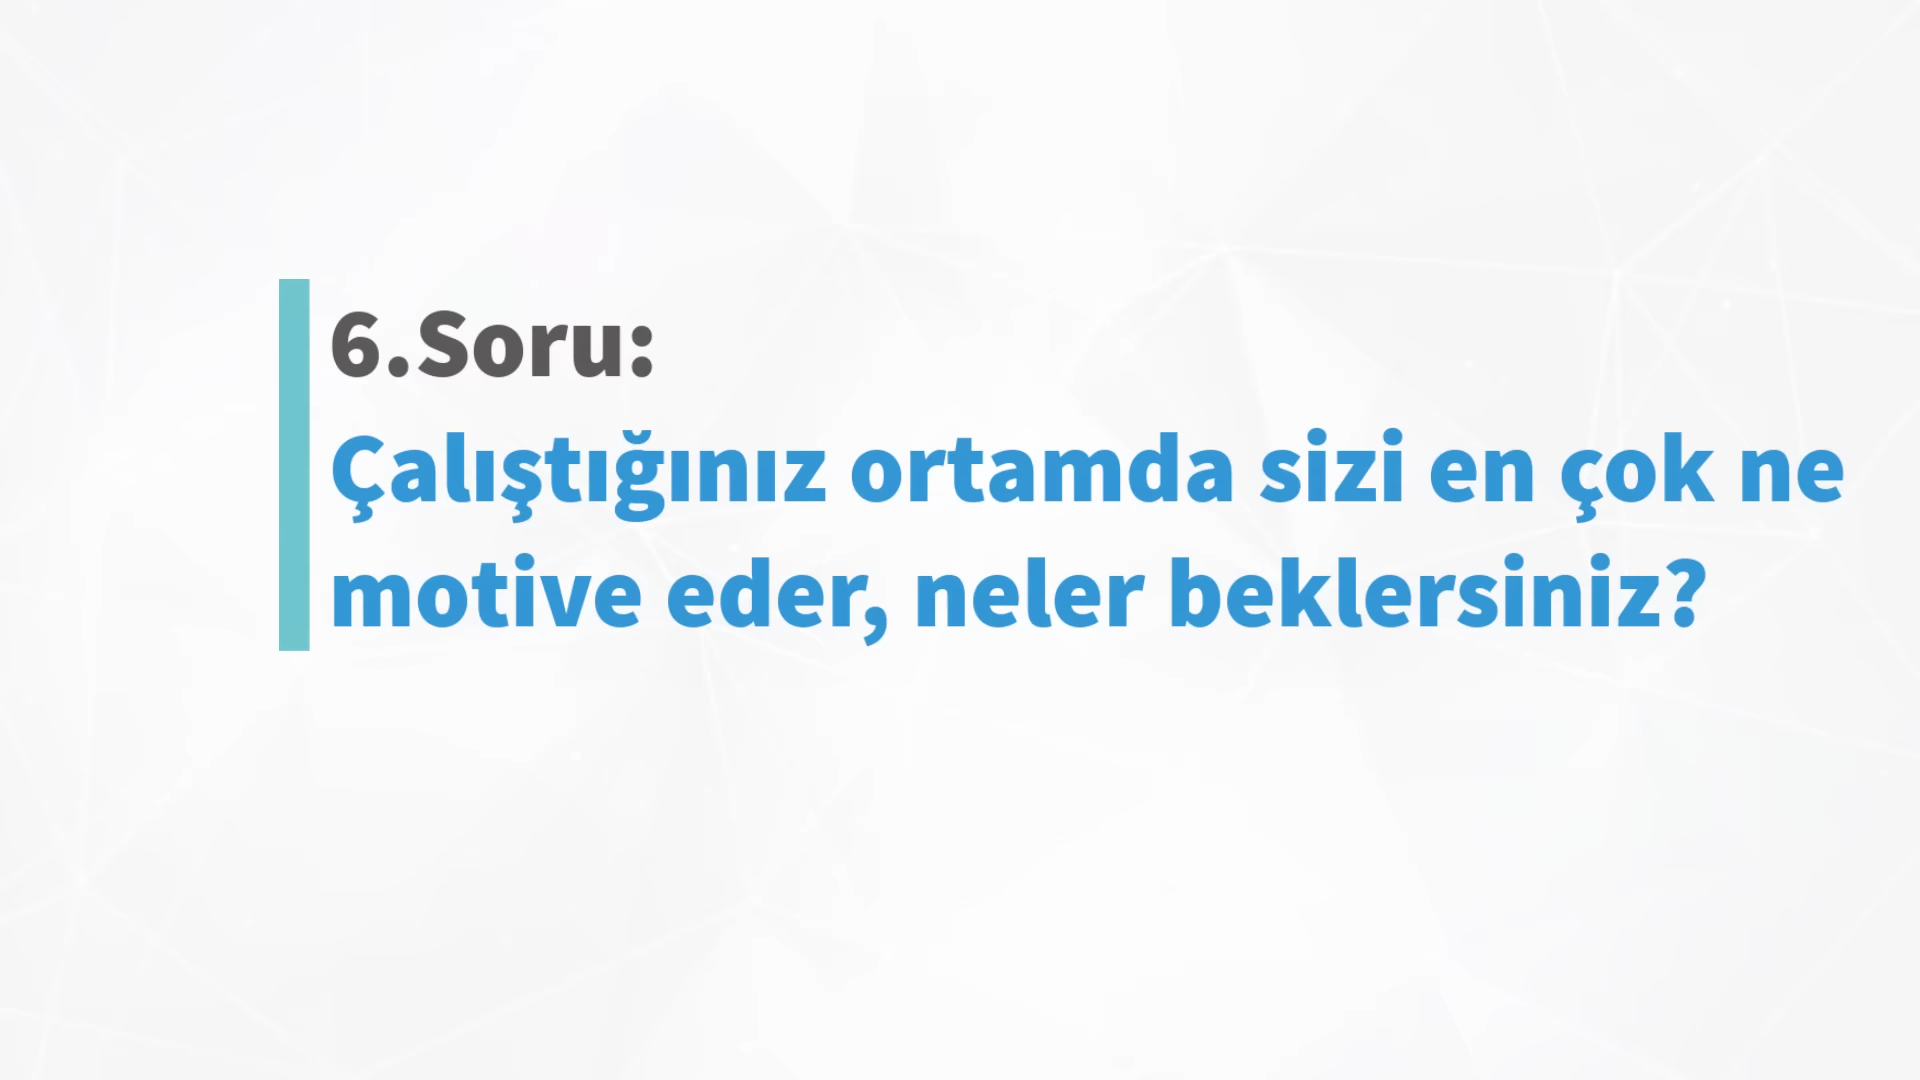 6.Soru:
Çalıştığınız ortamda sizi en çok ne
motive eder, neler beklersiniz?